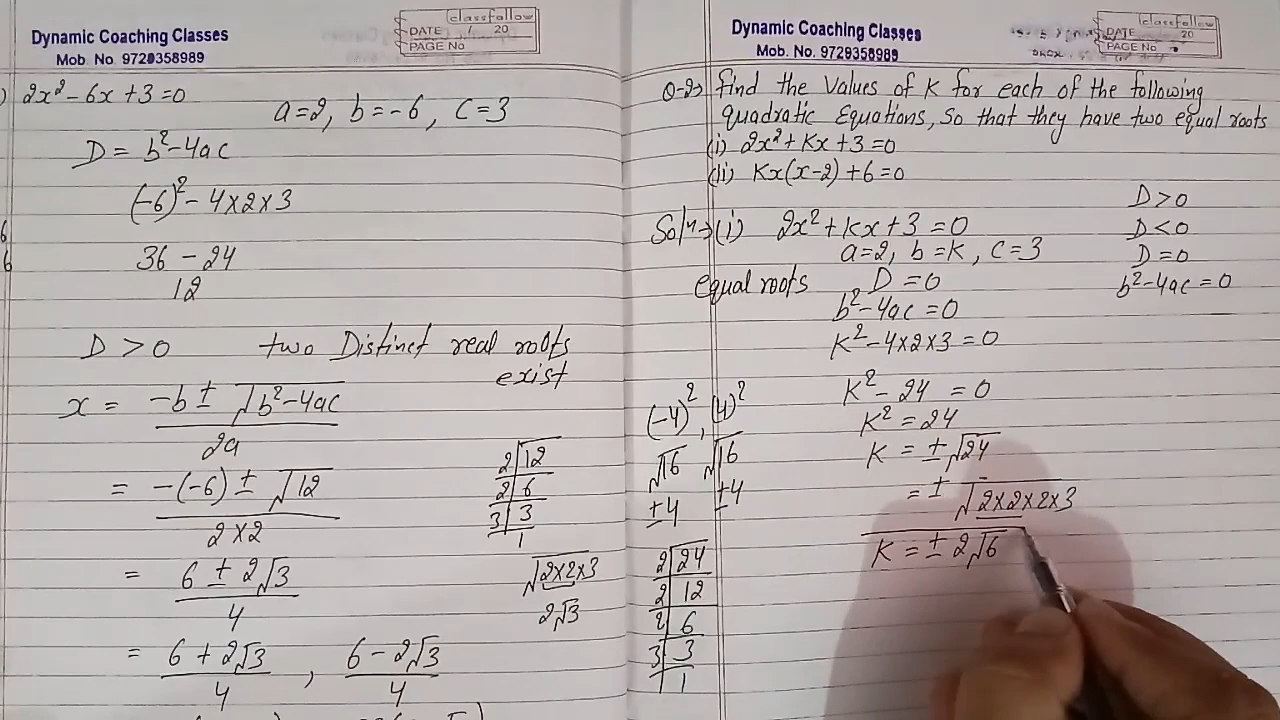 Dynamic Coaching Classes
Mob. No. 9729358989
classfellow
DATE / 20
PAGE No
) 2x² - 6x + 3 = 0
a = 2, b = -6, c = 3
D = b² - 4ac
(-6)² - 4×2×3
36 - 24
12
D > 0 two Distinct real roots
exist
x = -b ± √b² - 4ac
2a
= -(-6) ± √12
2×2
= 6 ± 2√3
4
= 6 + 2√3 , 6 - 2√3
4 4
2 12
2 6
3 3
1
√2×2×3
2√3
6
6
Dynamic Coaching Classes
Mob. No. 9729358989
classfellow
DATE 20
PAGE No
Q-2) find the Values of K for each of the following
quadratic Equations, so that they have two equal roots
(i) 2x² + Kx + 3 = 0
(ii) Kx(x-2) + 6 = 0
Soln → (i) 2x² + kx + 3 = 0
a = 2, b = K, c = 3
equal roots D = 0
b² - 4ac = 0
K² - 4×2×3 = 0
K² - 24 = 0
K² = 24
K = ± √24
= ± √2×2×2×3
K = ± 2√6
D > 0
D < 0
D = 0
b² - 4ac = 0
(-4)² , (4)²
√16 √16
±4 ±4
2 24
2 12
2 6
3 3
1